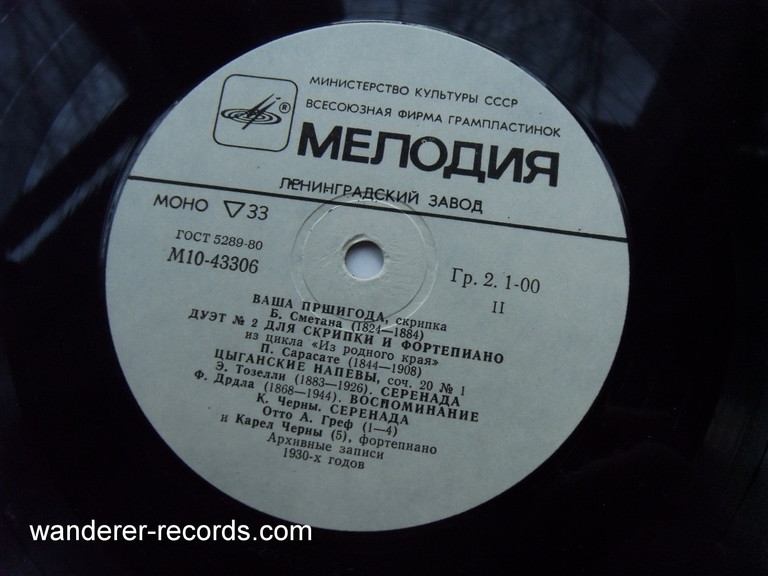 МИНИСТЕРСТВО КУЛЬТУРЫ СССР
ВСЕСОЮЗНАЯ ФИРМА ГРАМПЛАСТИНОК
®
МЕЛОДИЯ
ЛЕНИНГРАДСКИЙ ЗАВОД
МОНО ▽ 33
ГОСТ 5289-80
М10-43306
Гр. 2. 1-00
II
ВАША ПРШИГОДА, скрипка
Б. Сметана (1824—1884)
ДУЭТ № 2 ДЛЯ СКРИПКИ И ФОРТЕПИАНО
из цикла «Из родного края»
П. Сарасате (1844—1908)
ЦЫГАНСКИЕ НАПЕВЫ, соч. 20 № 1
Э. Тозелли (1883—1926). СЕРЕНАДА
Ф. Дрдла (1868—1944). ВОСПОМИНАНИЕ
К. Черны. СЕРЕНАДА
Отто А. Греф (1—4)
и Карел Черны (5), фортепиано
Архивные записи
1930-х годов
wanderer-records.com